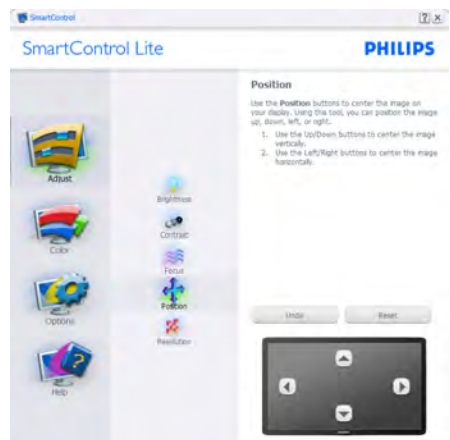 SmartControl
SmartControl Lite
PHILIPS
Adjust
Color
Options
Help
Brightness
Contrast
Focus
Position
Resolution
Position
Use the Position buttons to center the image on
your display. Using this tool, you can position the image
up, down, left, or right.
1. Use the Up/Down buttons to center the image
vertically.
2. Use the Left/Right buttons to center the image
horizontally.
Undo
Reset